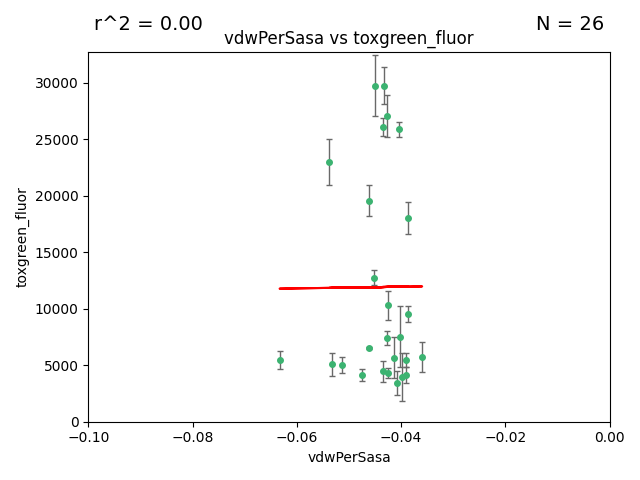 r^2 = 0.00
N = 26
vdwPerSasa vs toxgreen_fluor
toxgreen_fluor
30000
25000
20000
15000
10000
5000
0
−0.10
−0.08
−0.06
−0.04
−0.02
0.00
vdwPerSasa